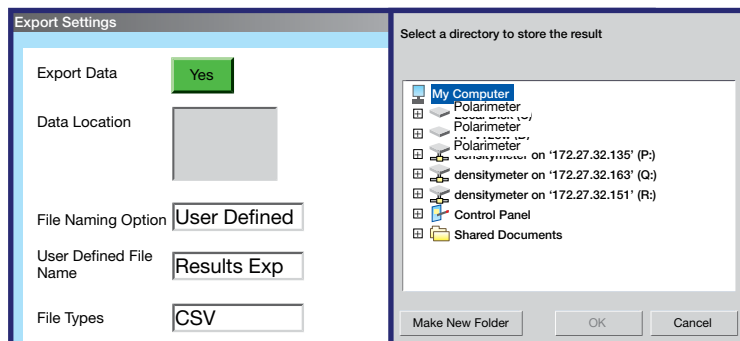 Export Settings
Export Data
Yes
Data Location
File Naming Option
User Defined
User Defined File
Name
Results Exp
File Types
CSV
Select a directory to store the result
My Computer
Polarimeter
Polarimeter
Polarimeter
densitymeter on '172.27.32.135' (P:)
densitymeter on '172.27.32.163' (Q:)
densitymeter on '172.27.32.151' (R:)
Control Panel
Shared Documents
Make New Folder
OK
Cancel